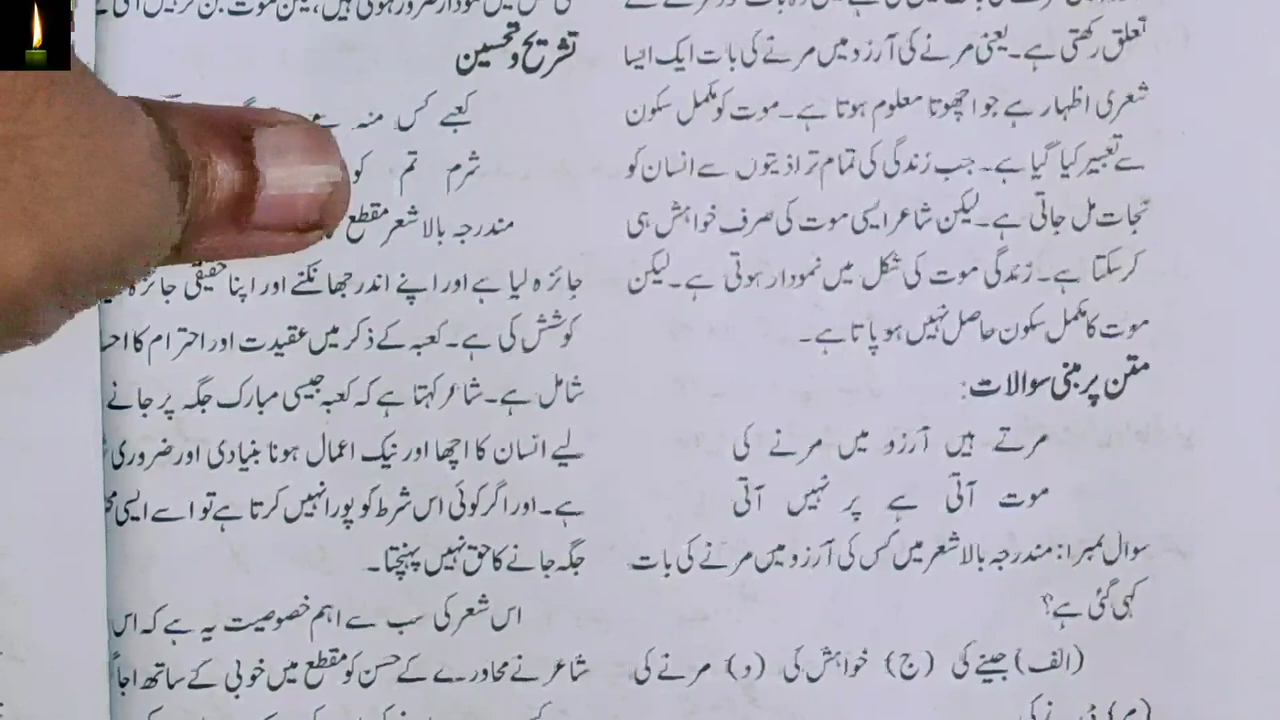 تعلق رکھتی ہے۔ یعنی مرنے کی آرزو میں مرنے کی بات ایک ایسا
شعری اظہار ہے جو اچھوتا معلوم ہوتا ہے۔ موت کو مکمل سکون
سے تعبیر کیا گیا ہے۔ جب زندگی کی تمام تر اذیتوں سے انسان کو
نجات مل جاتی ہے۔ لیکن شاعر ایسی موت کی صرف خواہش ہی
کر سکتا ہے۔ زندگی موت کی شکل میں نمودار ہوتی ہے۔ لیکن
موت کا مکمل سکون حاصل نہیں ہو پاتا ہے۔
متن پر مبنی سوالات:
مرتے ہیں آرزو میں مرنے کی
موت آتی ہے پر نہیں آتی
سوال نمبر ۱: مندرجہ بالا شعر میں کس کی آرزو میں مرنے کی بات
کہی گئی ہے؟
(الف) جینے کی (ج) خواہش کی (د) مرنے کی
تشریح و تحسین
کعبے کس منہ سے
شرم تم کو
مندرجہ بالا شعر مقطع
جائزہ لیا ہے اور اپنے اندر جھانکنے اور اپنا حقیقی جائزہ
کوشش کی ہے۔ کعبہ کے ذکر میں عقیدت اور احترام کا
شامل ہے۔ شاعر کہتا ہے کہ کعبہ جیسی مبارک جگہ پر جانے
لیے انسان کا اچھا اور نیک اعمال ہونا بنیادی اور ضروری
ہے۔ اور اگر کوئی اس شرط کو پورا نہیں کرتا ہے تو اسے ایسی
جگہ جانے کا حق نہیں پہنچتا۔
اس شعر کی سب سے اہم خصوصیت یہ ہے کہ اس
شاعر نے محاورے کے حسن کو مقطع میں خوبی کے ساتھ